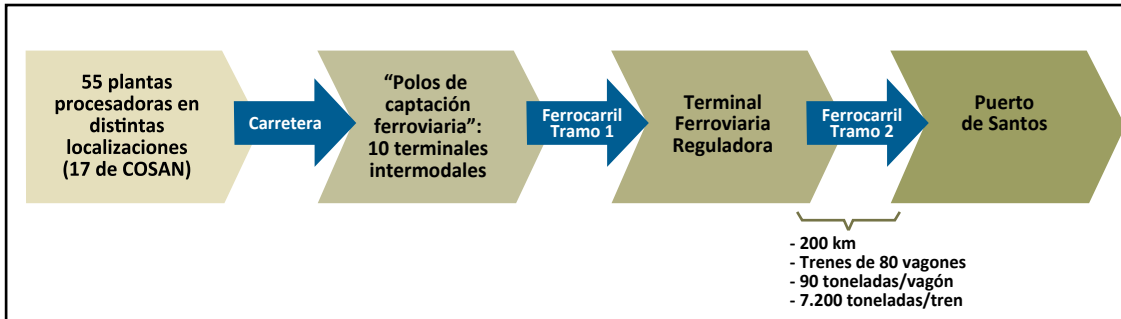 55 plantas
procesadoras en
distintas
localizaciones
(17 de COSAN)
Carretera
“Polos de
captación
ferroviaria”:
10 terminales
intermodales
Ferrocarril
Tramo 1
Terminal
Ferroviaria
Reguladora
Ferrocarril
Tramo 2
Puerto
de Santos
- 200 km
- Trenes de 80 vagones
- 90 toneladas/vagón
- 7.200 toneladas/tren